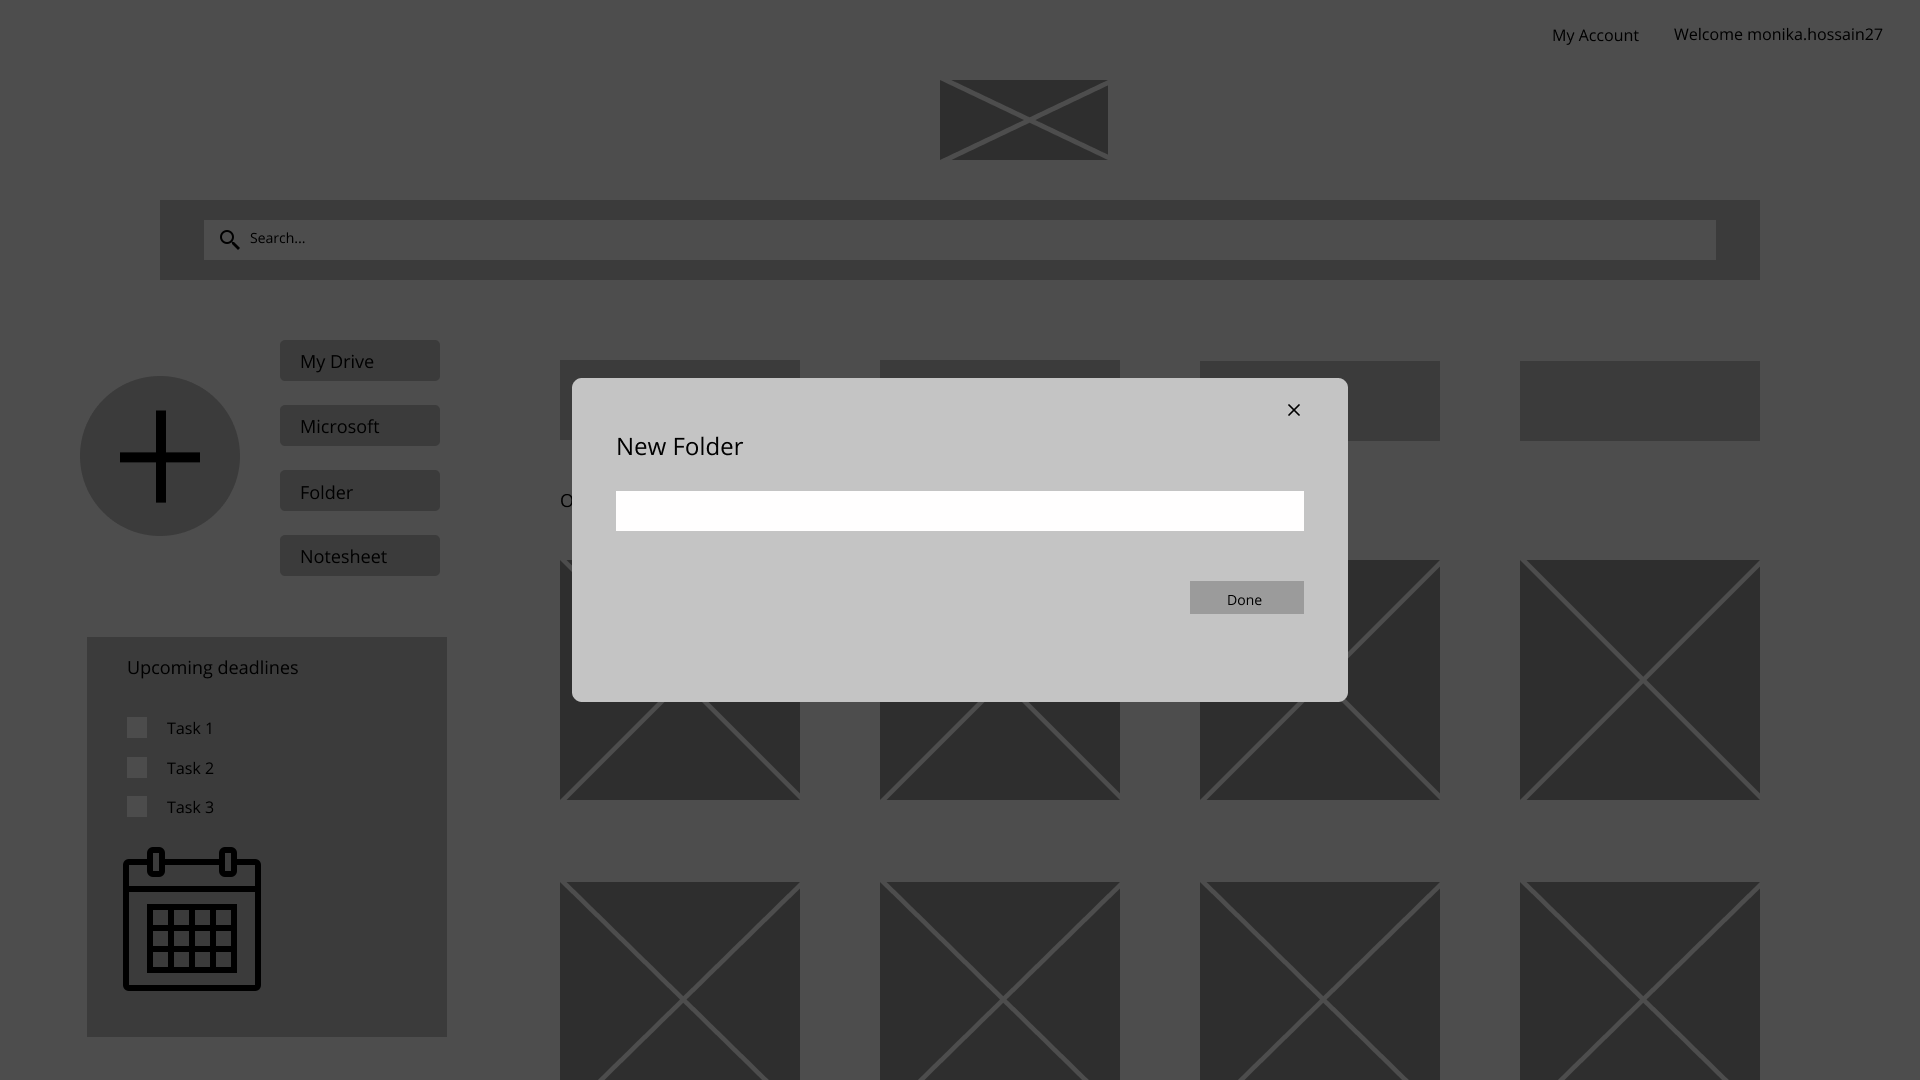 My Account
Welcome monika.hossain27
Search...
My Drive
Microsoft
Folder
Notesheet
New Folder
Done
Upcoming deadlines
Task 1
Task 2
Task 3